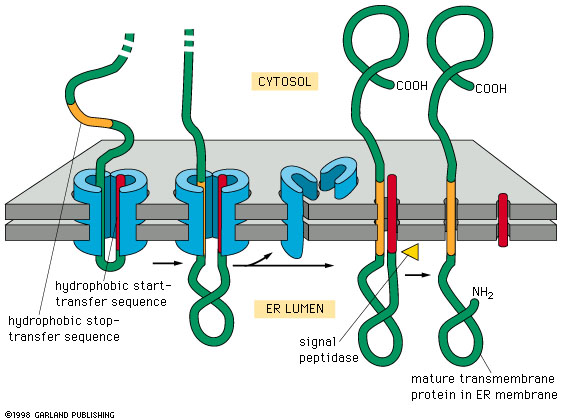 CYTOSOL
COOH
COOH
hydrophobic start-
transfer sequence
hydrophobic stop-
transfer sequence
ER LUMEN
signal
peptidase
NH2
mature transmembrane
protein in ER membrane
©1998 GARLAND PUBLISHING